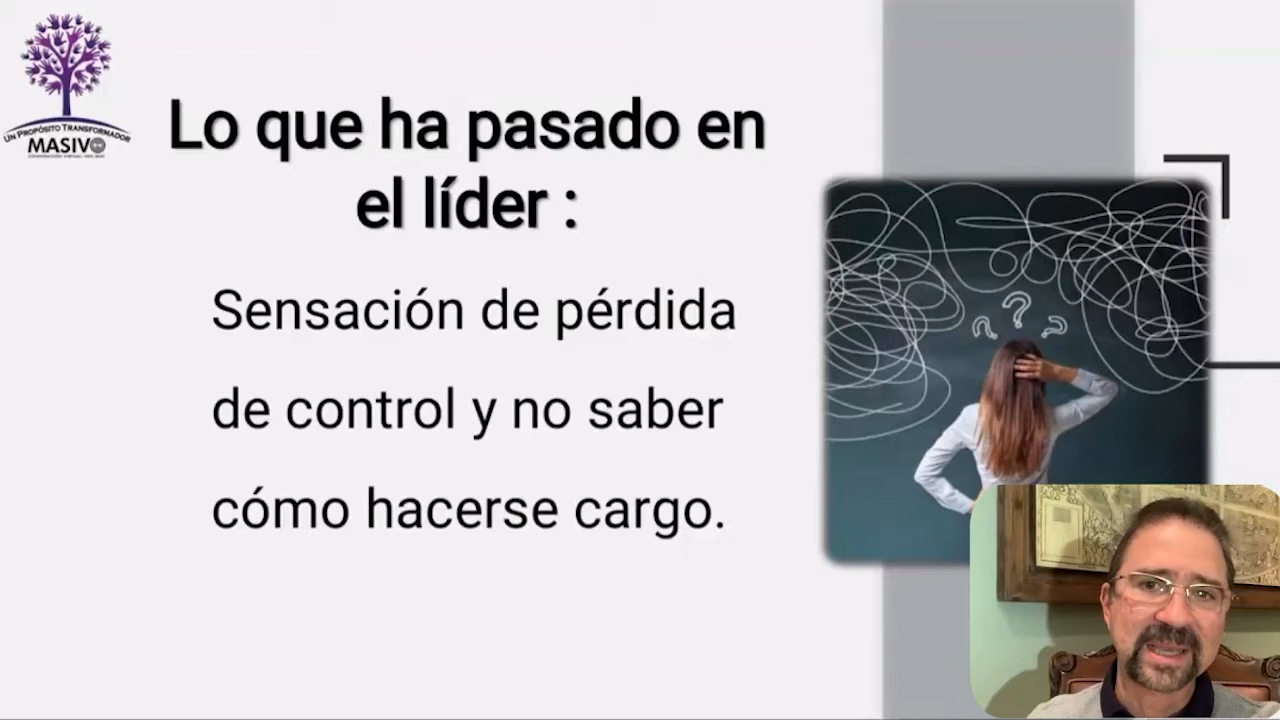 UN PROPÓSITO TRANSFORMADOR
MASIVO
Lo que ha pasado en
el líder :
Sensación de pérdida
de control y no saber
cómo hacerse cargo.
? ? ?